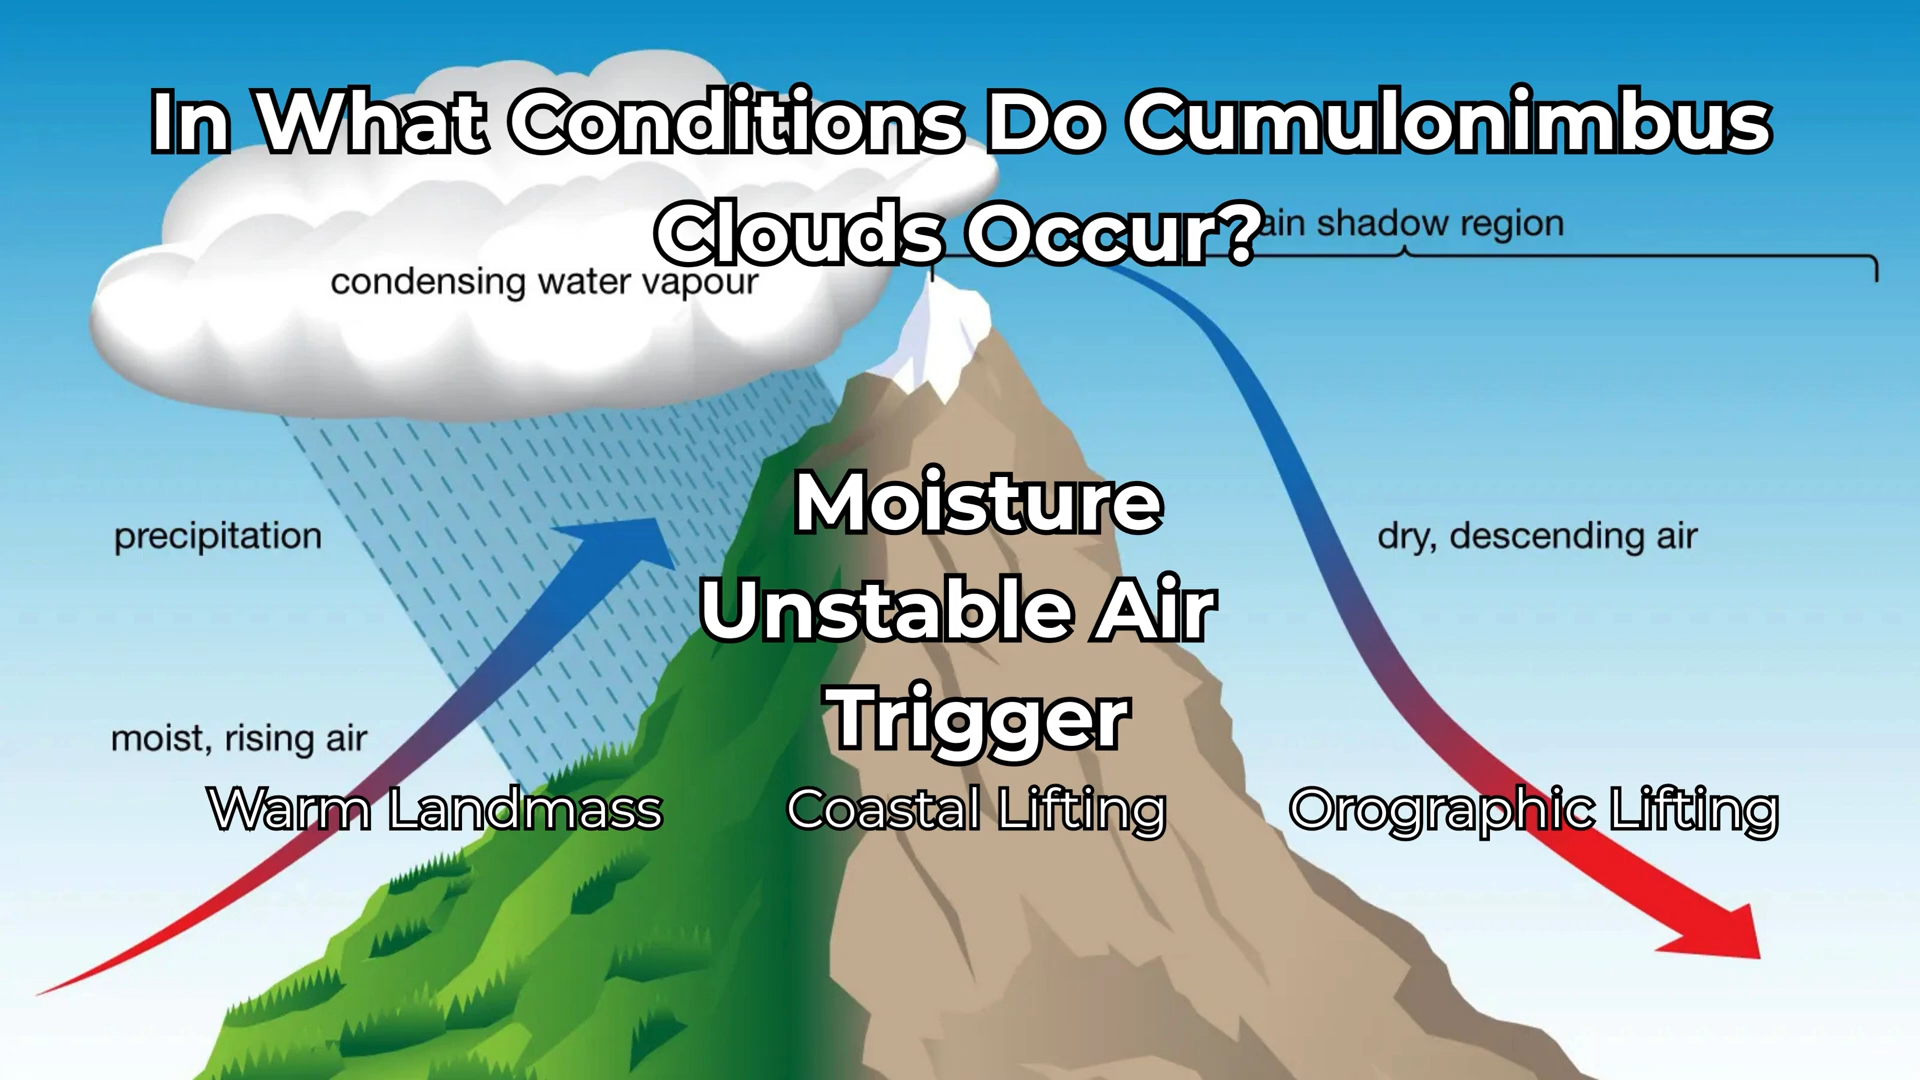 In What Conditions Do Cumulonimbus
Clouds Occur?
shadow region
condensing water vapour
Moisture
precipitation
dry, descending air
Unstable Air
Trigger
moist, rising air
Warm Landmass
Coastal Lifting
Orographic Lifting